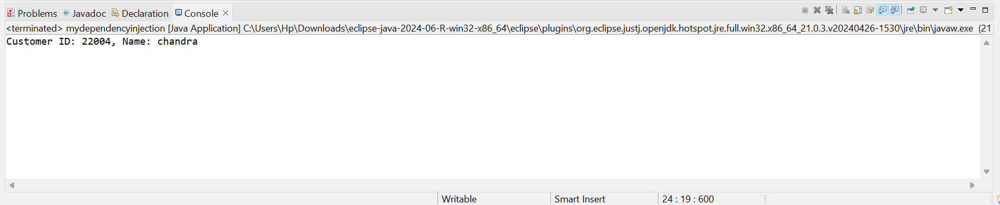 Problems @ Javadoc Declaration Console
<terminated> mydependencyinjection [Java Application] C:\Users\Hp\Downloads\eclipse-java-2024-06-R-win32-x86_64\eclipse\plugins\org.eclipse.justj.openjdk.hotspot.jre.full.win32.x86_64_21.0.3.v20240426-1530\jre\bin\javaw.exe (21
Customer ID: 22004, Name: chandra
Writable Smart Insert 24 : 19 : 600